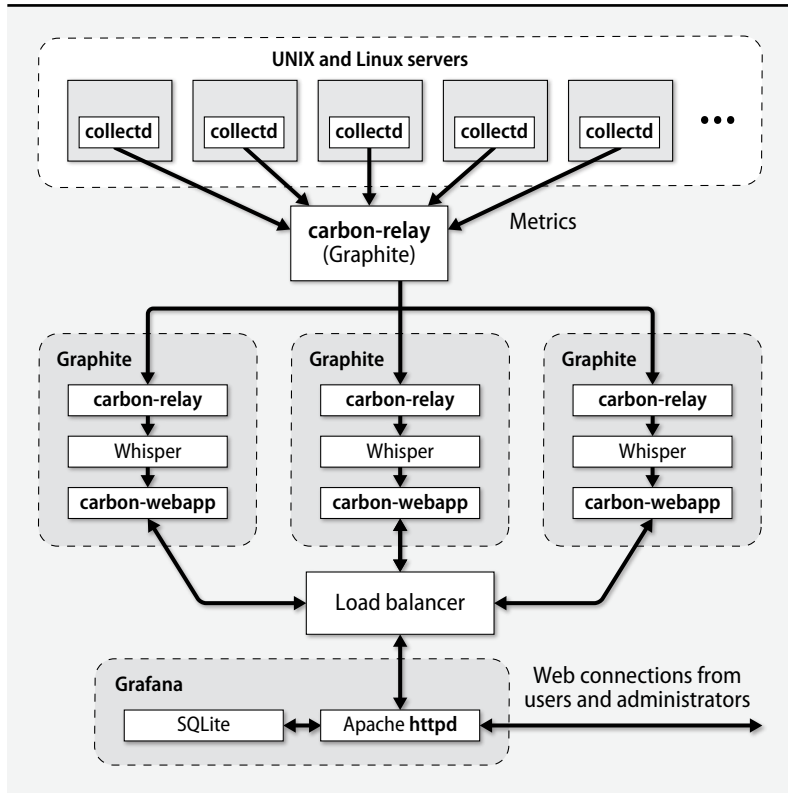 UNIX and Linux servers
collectd
collectd
collectd
collectd
collectd
•••
carbon-relay
(Graphite)
Metrics
Graphite
Graphite
Graphite
carbon-relay
carbon-relay
carbon-relay
Whisper
Whisper
Whisper
carbon-webapp
carbon-webapp
carbon-webapp
Load balancer
Grafana
Web connections from
users and administrators
SQLite
Apache httpd